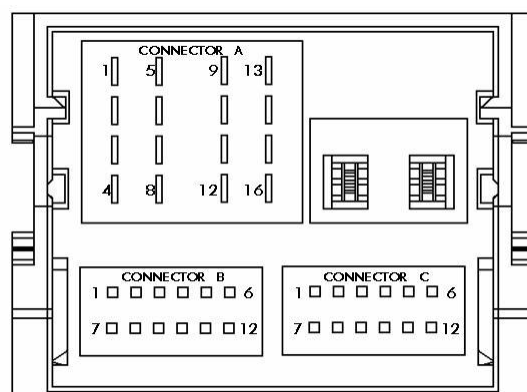 CONNECTOR A
1 5 9 13
4 8 12 16
CONNECTOR B
1 6
7 12
CONNECTOR C
1 6
7 12